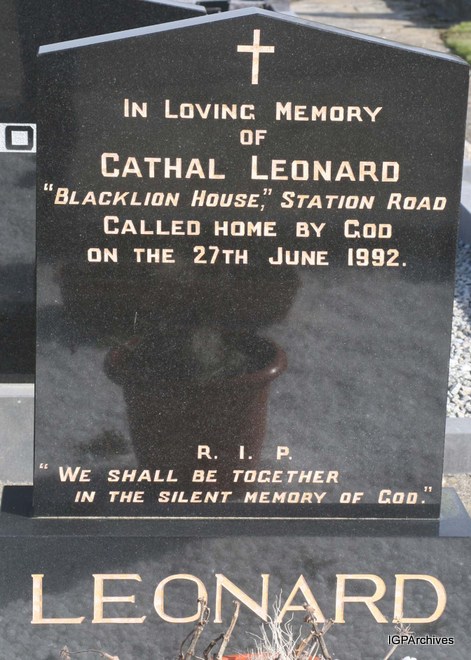 In Loving Memory
of
Cathal Leonard
"Blacklion House," Station Road
Called home by God
on the 27th June 1992.
R. I. P.
"We shall be together
in the silent memory of God."
LEONARD
IGPArchives